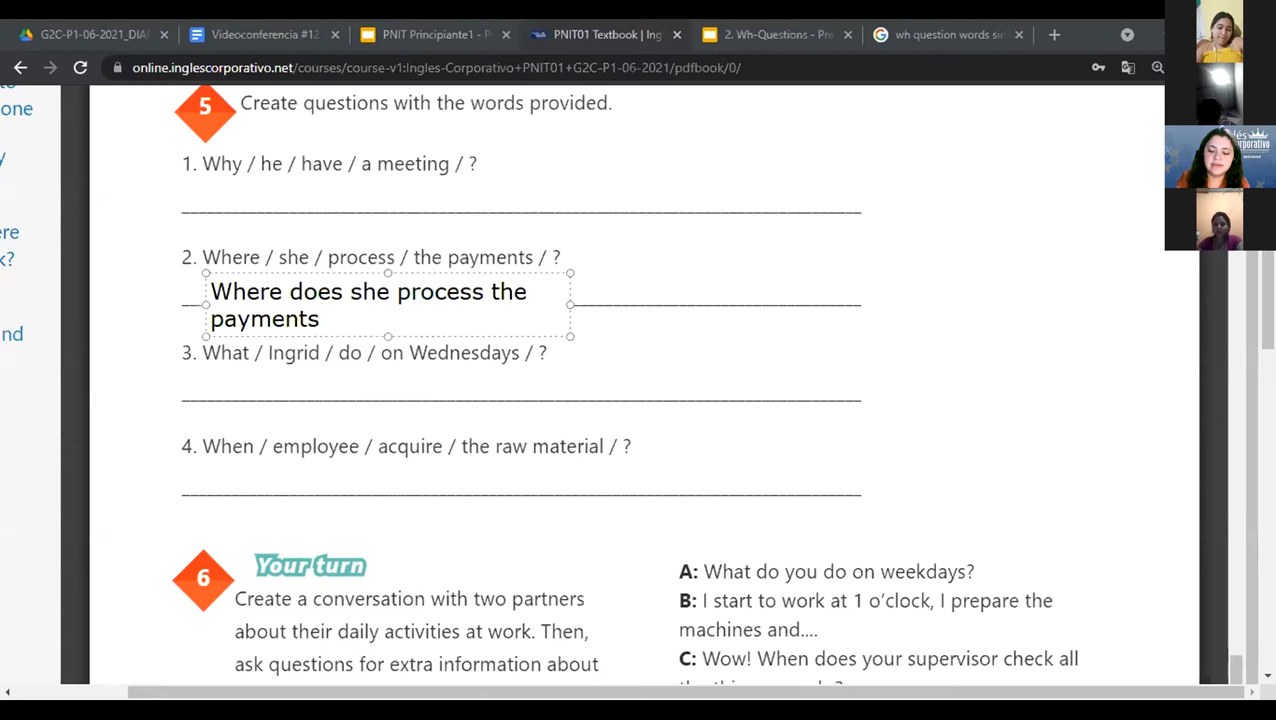 G2C-P1-06-2021_DIA
Videoconferencia #12
PNIT Principiante1 - P
PNIT01 Textbook | Ing
2. Wh-Questions - Pre
wh question words sin
online.inglescorporativo.net/courses/course-v1:Ingles-Corporativo+PNIT01+G2C-P1-06-2021/pdfbook/0/
one
y
ere
k?
nd
5 Create questions with the words provided.
1. Why / he / have / a meeting / ?
2. Where / she / process / the payments / ?
Where does she process the
payments
3. What / Ingrid / do / on Wednesdays / ?
4. When / employee / acquire / the raw material / ?
6 Your turn
Create a conversation with two partners
about their daily activities at work. Then,
ask questions for extra information about
A: What do you do on weekdays?
B: I start to work at 1 o’clock, I prepare the
machines and....
C: Wow! When does your supervisor check all